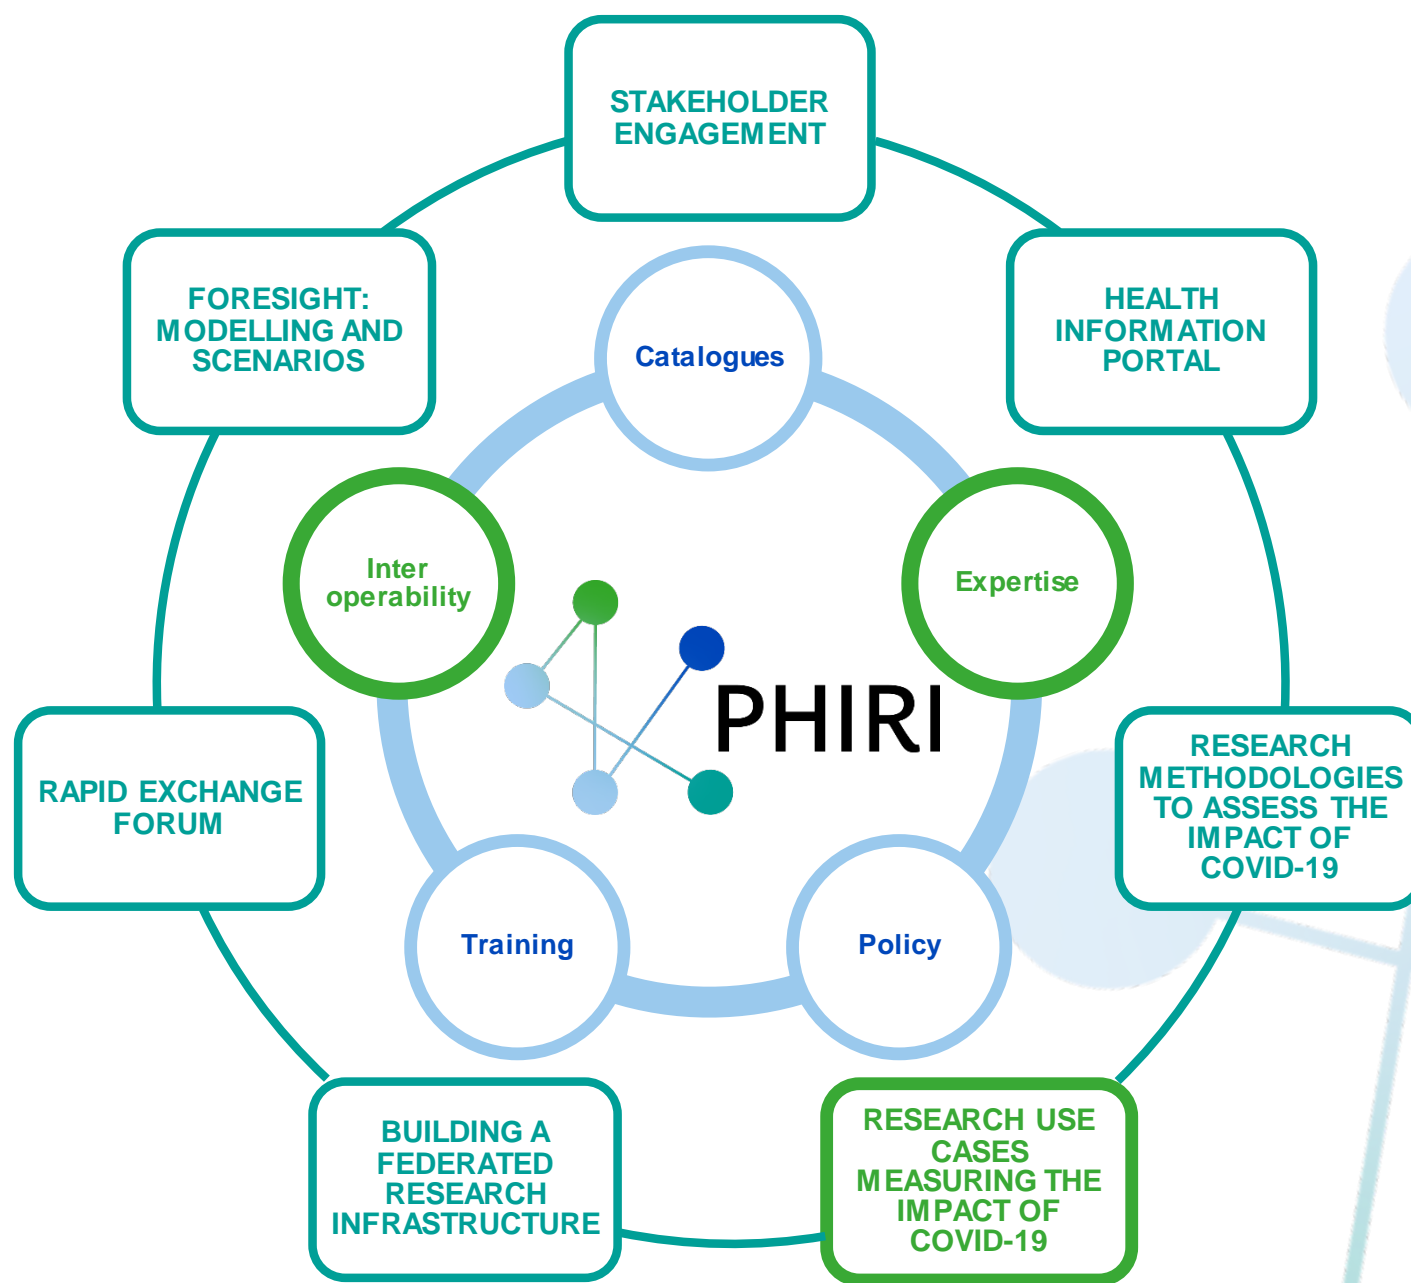 STAKEHOLDER
ENGAGEMENT
FORESIGHT:
MODELLING AND
SCENARIOS
HEALTH
INFORMATION
PORTAL
Catalogues
Inter
operability
Expertise
PHIRI
RAPID EXCHANGE
FORUM
RESEARCH
METHODOLOGIES
TO ASSESS THE
IMPACT OF
COVID-19
Training
Policy
BUILDING A
FEDERATED
RESEARCH
INFRASTRUCTURE
RESEARCH USE
CASES
MEASURING THE
IMPACT OF
COVID-19